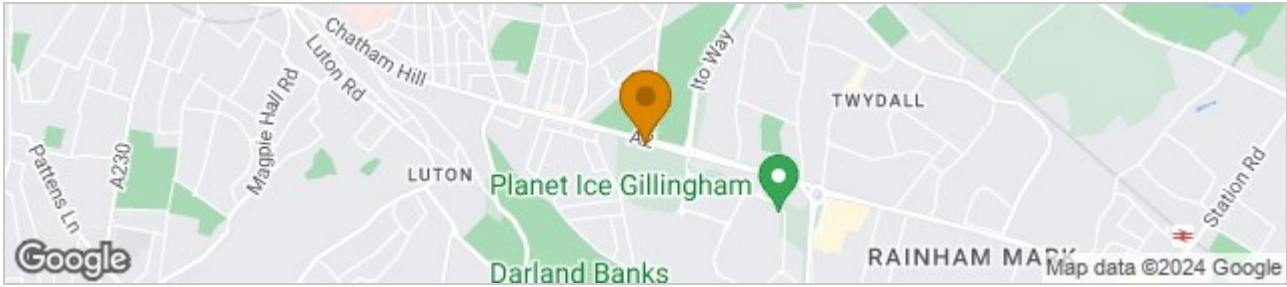 Chatham Hill
Luton Rd
Ito Way
Magpie Hall Rd
TWYDALL
A2
Pattens Ln
A230
LUTON
Planet Ice Gillingham
Station Rd
RAINHAM MARK
Google
Darland Banks
Map data ©2024 Google